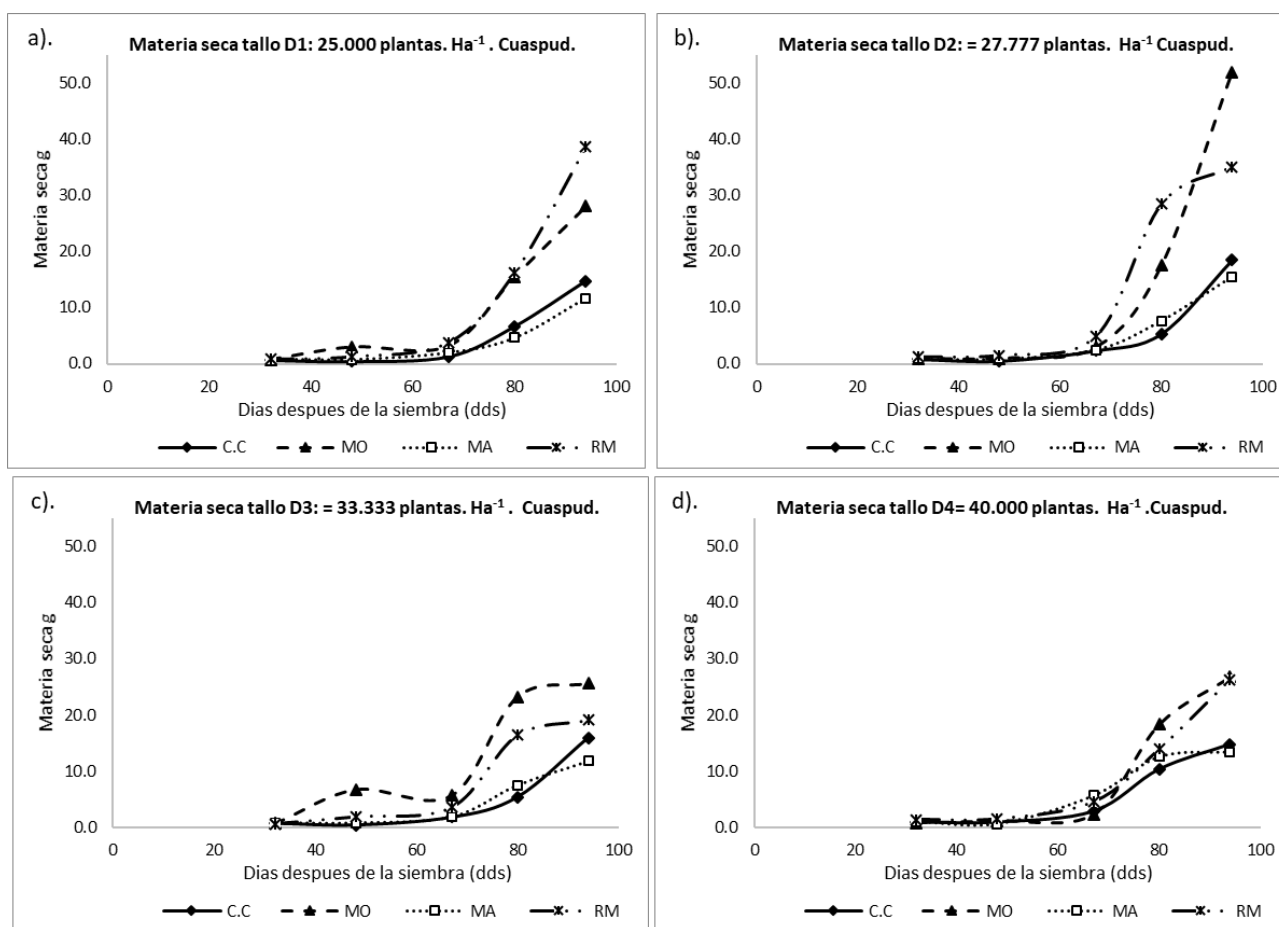 a).
Materia seca tallo D1: 25.000 plantas. Ha⁻¹ . Cuaspud.
50.0
40.0
30.0
20.0
10.0
0.0
Materia seca g
0 20 40 60 80 100
Dias despues de la siembra (dds)
C.C MO MA RM
b).
Materia seca tallo D2: = 27.777 plantas. Ha⁻¹ Cuaspud.
50.0
40.0
30.0
20.0
10.0
0.0
Materia seca g
0 20 40 60 80 100
Dias despues de la siembra (dds)
C.C MO MA RM
c).
Materia seca tallo D3: = 33.333 plantas. Ha⁻¹ . Cuaspud.
50.0
40.0
30.0
20.0
10.0
0.0
Materia seca g
0 20 40 60 80 100
Dias despues de la siembra (dds)
C.C MO MA RM
d).
Materia seca tallo D4= 40.000 plantas. Ha⁻¹ .Cuaspud.
50.0
40.0
30.0
20.0
10.0
0.0
Materia seca g
0 20 40 60 80 100
Dias despues de la siembra (dds)
C.C MO MA RM